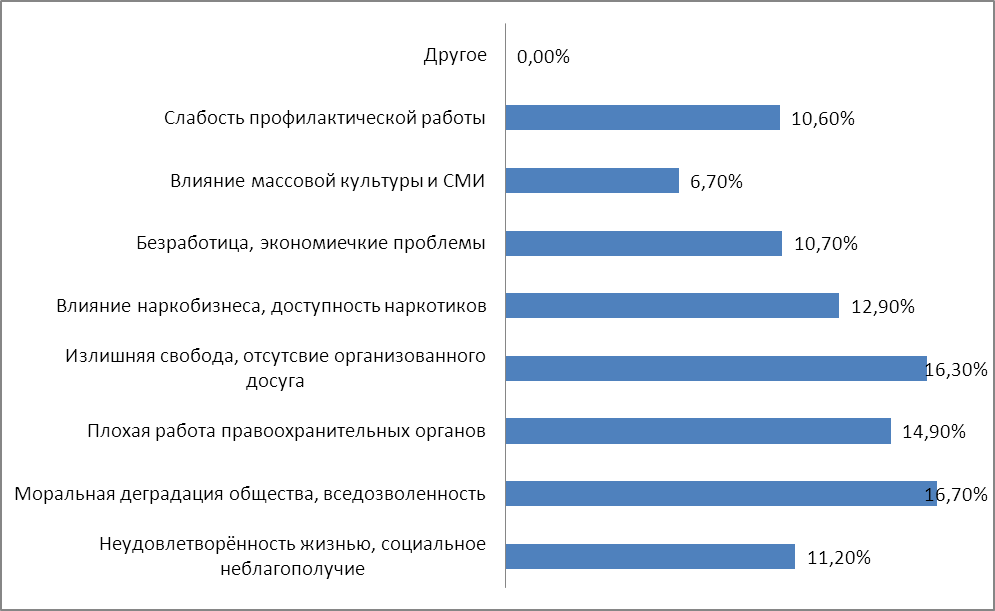 Другое 0,00%
Слабость профилактической работы 10,60%
Влияние массовой культуры и СМИ 6,70%
Безработица, экономиечкие проблемы 10,70%
Влияние наркобизнеса, доступность наркотиков 12,90%
Излишняя свобода, отсутсвие организованного
досуга 16,30%
Плохая работа правоохранительных органов 14,90%
Моральная деградация общества, вседозволенность 16,70%
Неудовлетворённость жизнью, социальное
неблагополучие 11,20%